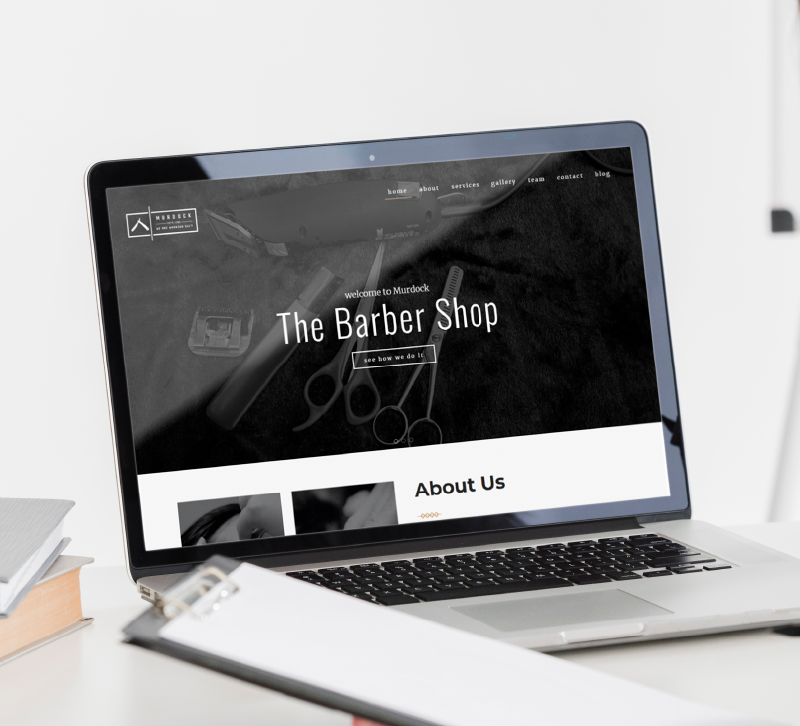 home about services gallery team contact blog
MURDOCK
welcome to Murdock
The Barber Shop
see how we do it
About Us